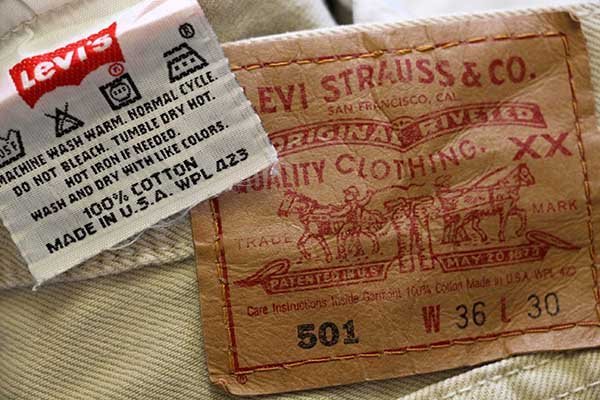 Levi's
MACHINE WASH WARM. NORMAL CYCLE.
DO NOT BLEACH. TUMBLE DRY HOT.
HOT IRON IF NEEDED.
WASH AND DRY WITH LIKE COLORS.
100% COTTON
MADE IN U.S.A. WPL 423
LEVI STRAUSS & CO.
SAN FRANCISCO, CAL
ORIGINAL RIVETED
QUALITY CLOTHING. XX
TRADE MARK
PATENTED IN U.S. MAY 20 1873
Care Instructions Inside Garment 100% Cotton Made in U.S.A. WPL 423
501 W 36 L 30